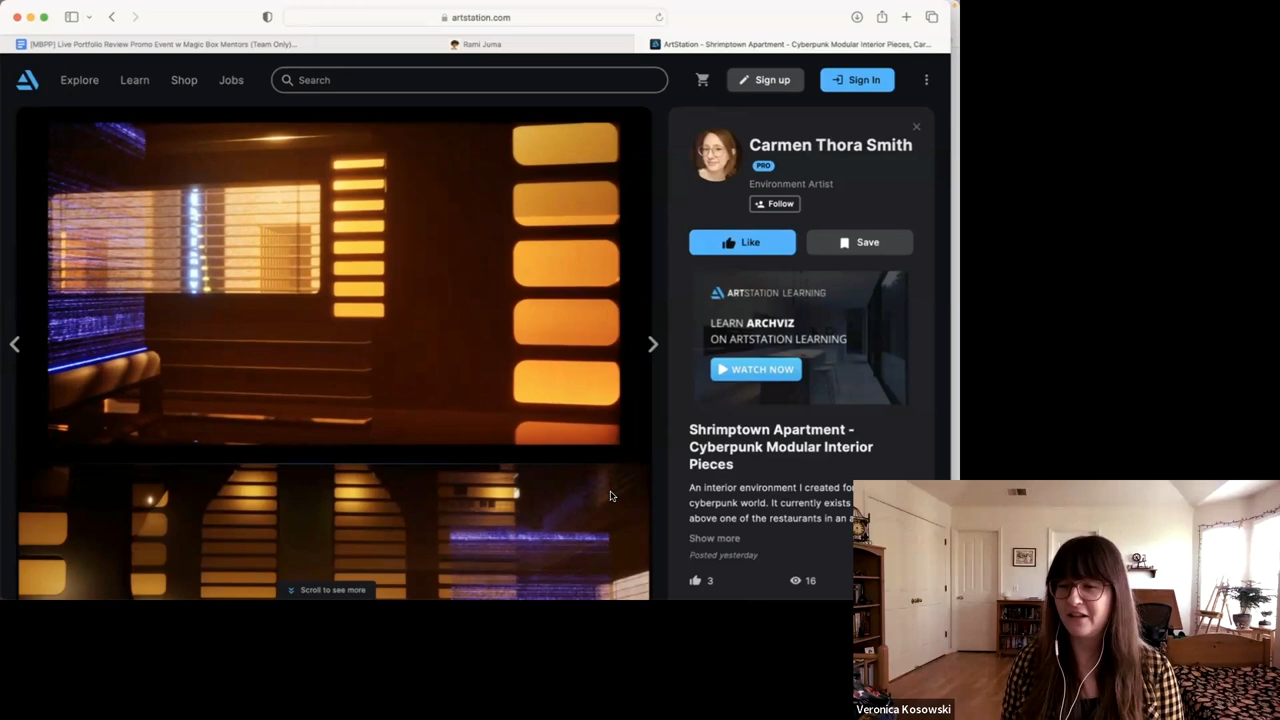 artstation.com
[MBPP] Live Portfolio Review Promo Event w Magic Box Mentors (Team Only)...
Rami Juma
ArtStation - Shrimptown Apartment - Cyberpunk Modular Interior Pieces, Car...
Explore
Learn
Shop
Jobs
Search
Sign up
Sign In
Carmen Thora Smith
PRO
Environment Artist
Follow
Like
Save
ARTSTATION LEARNING
LEARN ARCHVIZ
ON ARTSTATION LEARNING
WATCH NOW
Shrimptown Apartment -
Cyberpunk Modular Interior
Pieces
An interior environment I created for
cyberpunk world. It currently exists
above one of the restaurants in an a
Show more
Posted yesterday
3
16
Scroll to see more
Veronica Kosowski